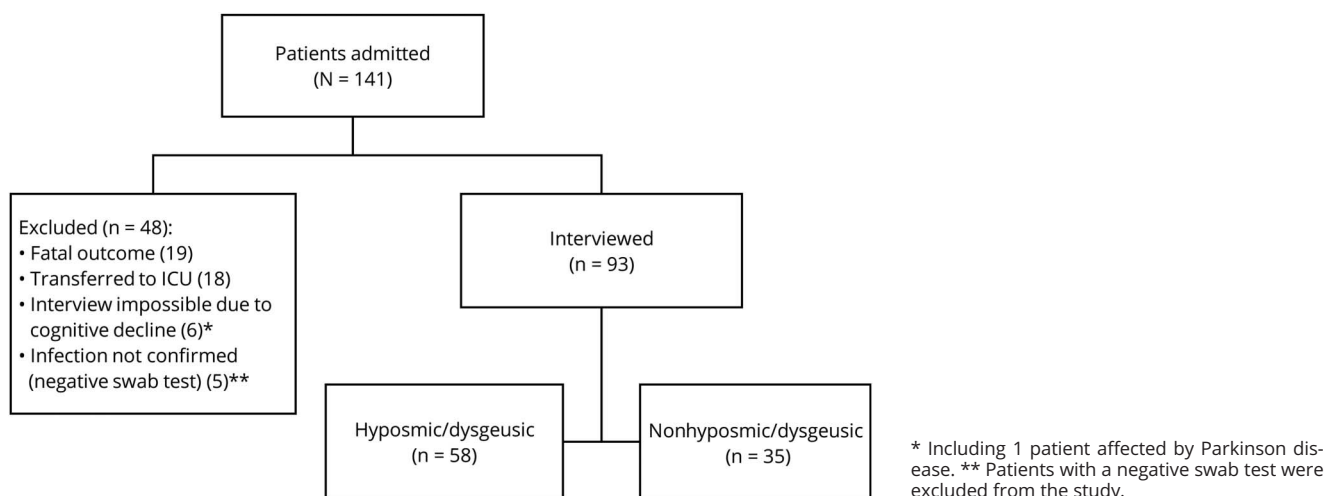 Patients admitted
(N = 141)
Excluded (n = 48):
• Fatal outcome (19)
• Transferred to ICU (18)
• Interview impossible due to
cognitive decline (6)*
• Infection not confirmed
(negative swab test) (5)**
Interviewed
(n = 93)
Hyposmic/dysgeusic
(n = 58)
Nonhyposmic/dysgeusic
(n = 35)
* Including 1 patient affected by Parkinson dis-
ease. ** Patients with a negative swab test were
excluded from the study.